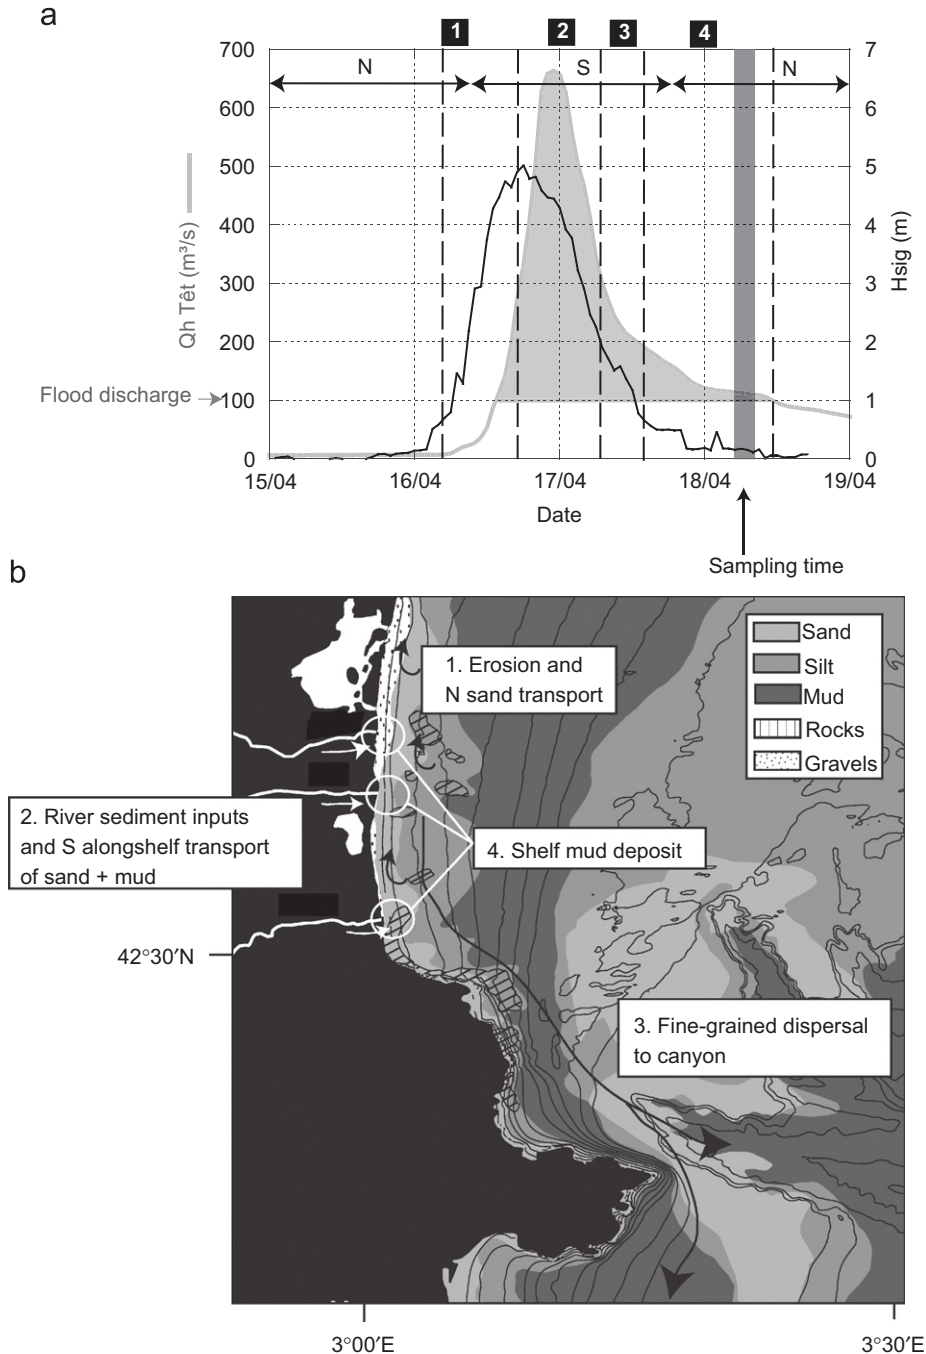 a
1 2 3 4
700 7
N S N
600 6
500 5
400 4
300 3
200 2
100 1
0 0
Qh Têt (m³/s)
Hsig (m)
Flood discharge
15/04 16/04 17/04 18/04 19/04
Date
Sampling time
b
Sand
Silt
Mud
Rocks
Gravels
1. Erosion and
N sand transport
2. River sediment inputs
and S alongshelf transport
of sand + mud
4. Shelf mud deposit
42°30′N
3. Fine-grained dispersal
to canyon
3°00′E 3°30′E